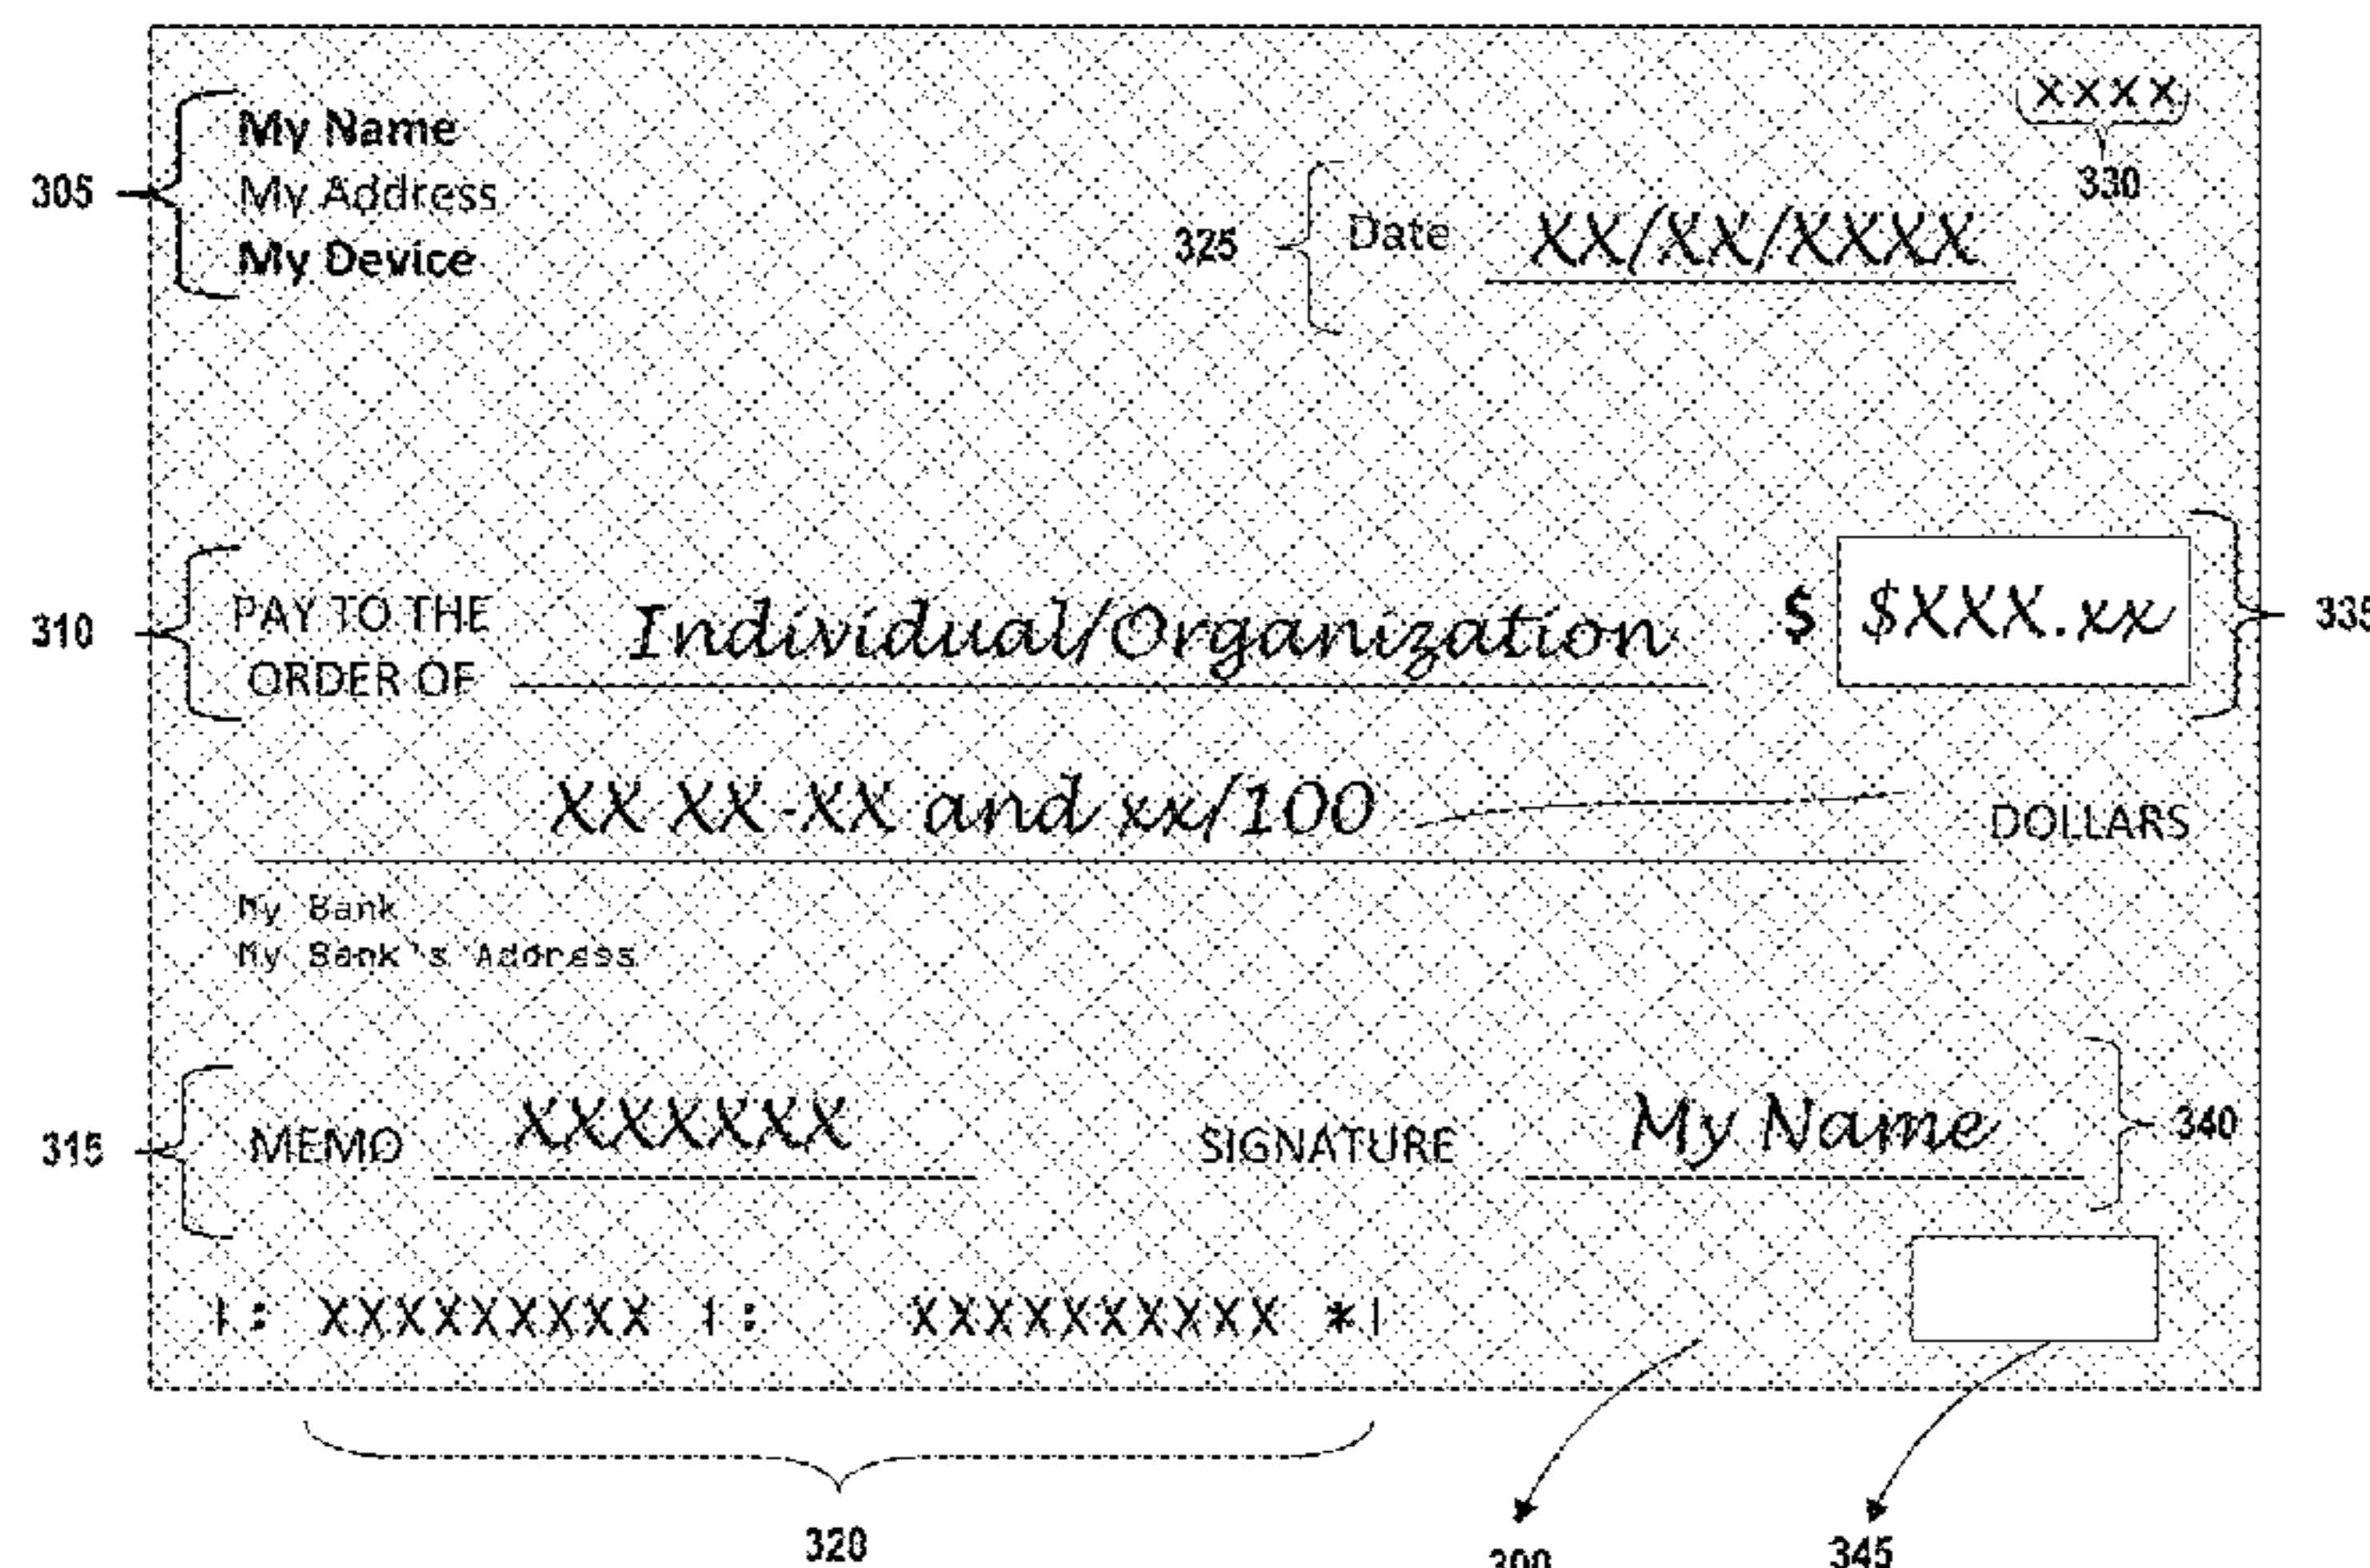 XXXX
My Name
330
305
My Address
325 Date XX/XX/XXXX
My Device
310 PAY TO THE ORDER OF Individual/Organization $ $XXX.xx 335
XX XX-XX and xx/100 DOLLARS
My Bank
My Bank's Address
315 MEMO XXXXXXX SIGNATURE My Name 340
|: XXXXXXXXX |: XXXXXXXXXX *|
320
300
345